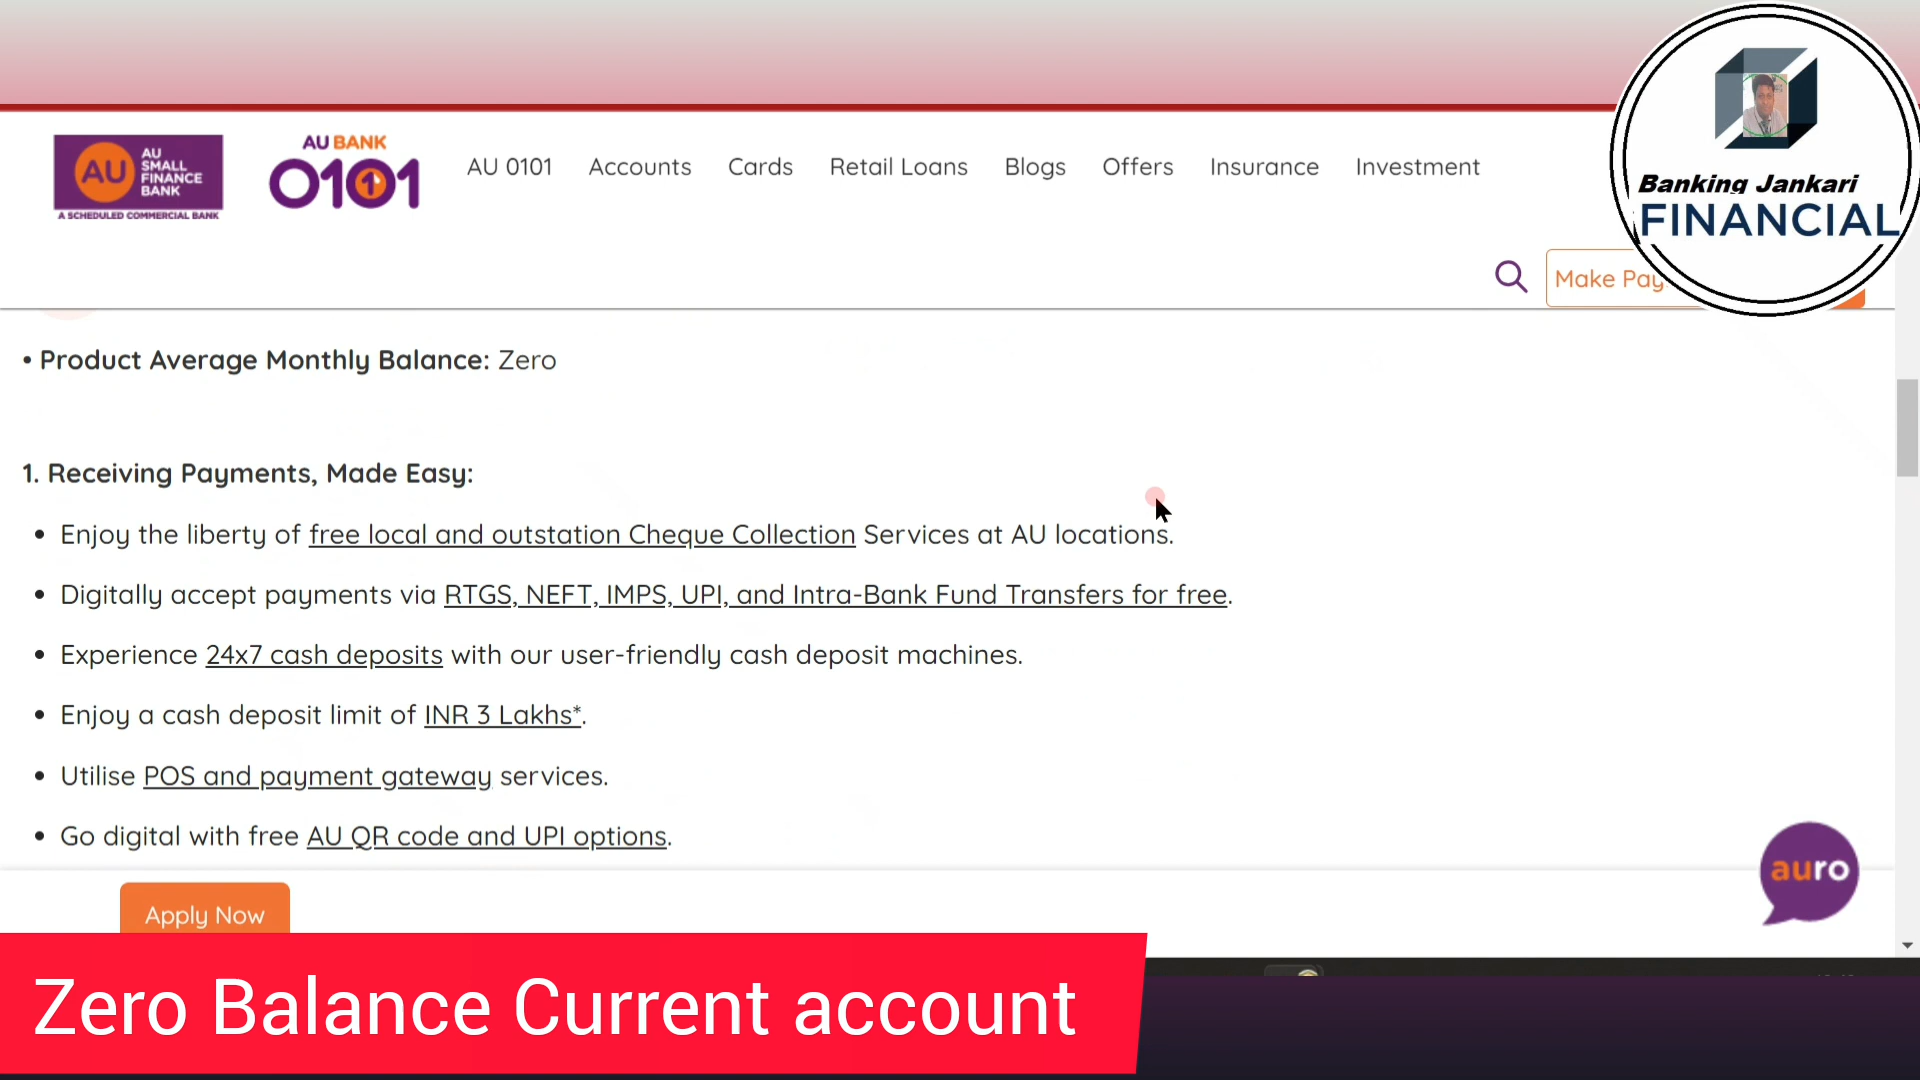 AU
AU
SMALL
FINANCE
BANK
A SCHEDULED COMMERCIAL BANK
AU BANK
0101
AU 0101
Accounts
Cards
Retail Loans
Blogs
Offers
Insurance
Investment
Banking Jankari
FINANCIAL
Make Pay
• Product Average Monthly Balance: Zero
1. Receiving Payments, Made Easy:
• Enjoy the liberty of free local and outstation Cheque Collection Services at AU locations.
• Digitally accept payments via RTGS, NEFT, IMPS, UPI, and Intra-Bank Fund Transfers for free.
• Experience 24x7 cash deposits with our user-friendly cash deposit machines.
• Enjoy a cash deposit limit of INR 3 Lakhs*.
• Utilise POS and payment gateway services.
• Go digital with free AU QR code and UPI options.
auro
Apply Now
Zero Balance Current account